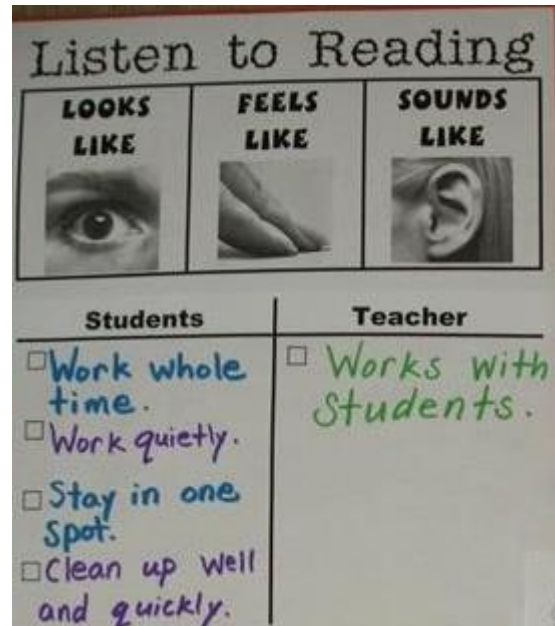 Listen to Reading
LOOKS LIKE
FEELS LIKE
SOUNDS LIKE
Students
Work whole
time.
Work quietly.
Stay in one
spot.
Clean up well
and quickly.
Teacher
Works with
Students.